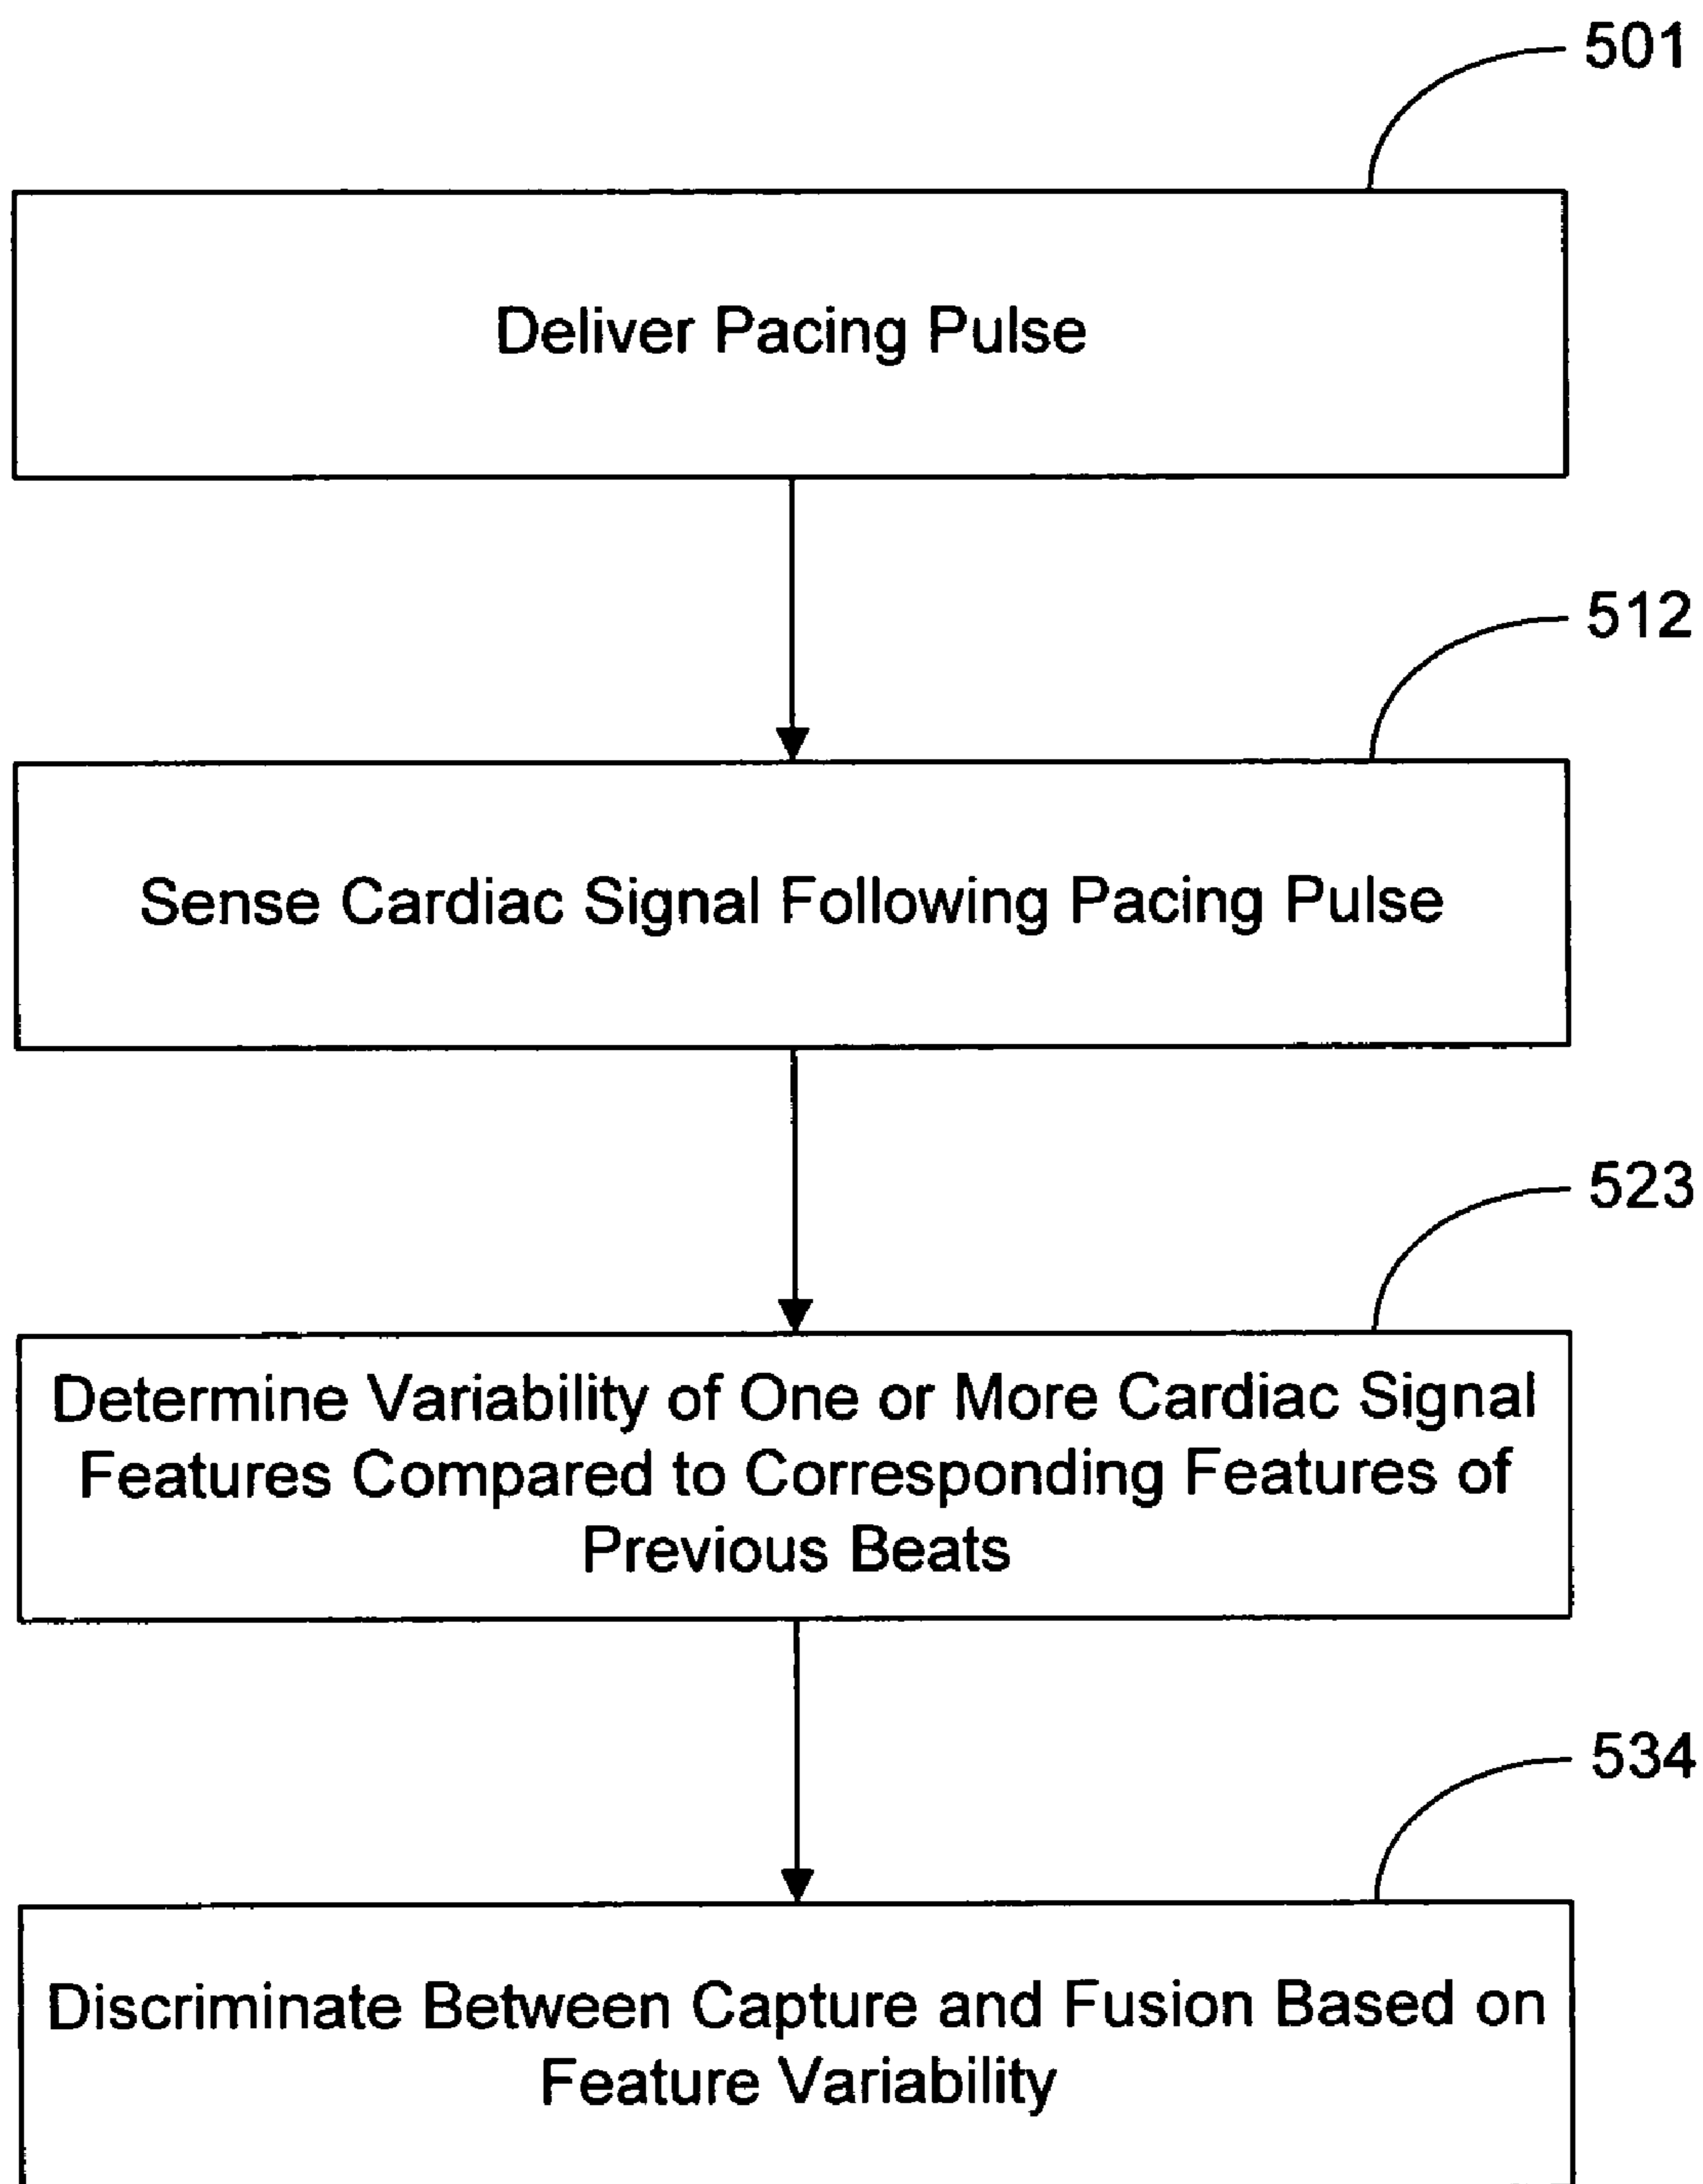 501
Deliver Pacing Pulse
512
Sense Cardiac Signal Following Pacing Pulse
523
Determine Variability of One or More Cardiac Signal
Features Compared to Corresponding Features of
Previous Beats
534
Discriminate Between Capture and Fusion Based on
Feature Variability